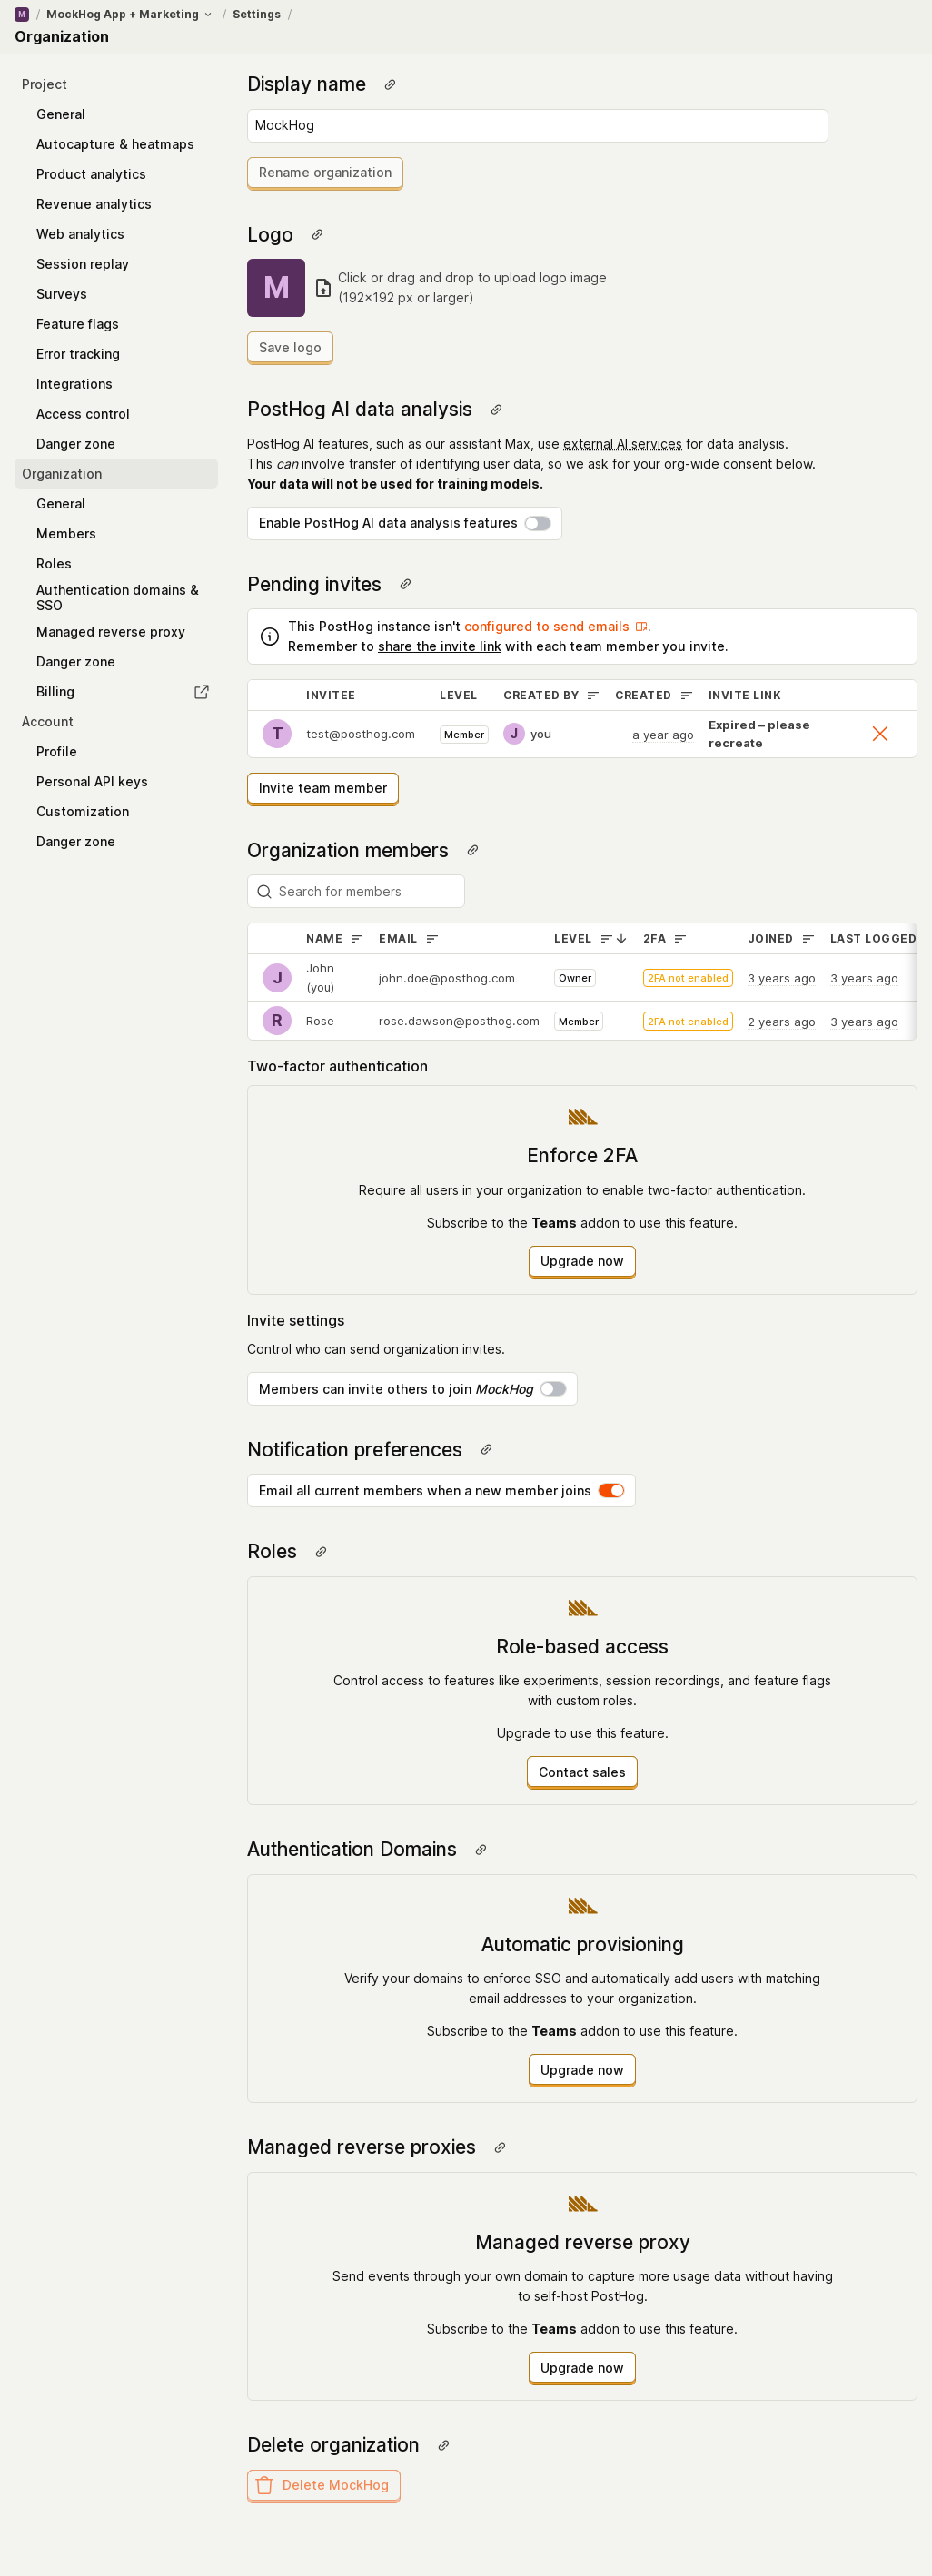 M / MockHog App + Marketing / Settings /
Organization
Project
General
Autocapture & heatmaps
Product analytics
Revenue analytics
Web analytics
Session replay
Surveys
Feature flags
Error tracking
Integrations
Access control
Danger zone
Organization
General
Members
Roles
Authentication domains &
SSO
Managed reverse proxy
Danger zone
Billing
Account
Profile
Personal API keys
Customization
Danger zone
Display name
MockHog
Rename organization
Logo
M
Click or drag and drop to upload logo image
(192×192 px or larger)
Save logo
PostHog AI data analysis
PostHog AI features, such as our assistant Max, use external AI services for data analysis.
This can involve transfer of identifying user data, so we ask for your org-wide consent below.
Your data will not be used for training models.
Enable PostHog AI data analysis features
Pending invites
This PostHog instance isn't configured to send emails.
Remember to share the invite link with each team member you invite.
INVITEE LEVEL CREATED BY CREATED INVITE LINK
T test@posthog.com Member J you a year ago Expired – please
recreate
Invite team member
Organization members
Search for members
NAME EMAIL LEVEL 2FA JOINED LAST LOGGED
J John
(you) john.doe@posthog.com Owner 2FA not enabled 3 years ago 3 years ago
R Rose rose.dawson@posthog.com Member 2FA not enabled 2 years ago 3 years ago
Two-factor authentication
Enforce 2FA
Require all users in your organization to enable two-factor authentication.
Subscribe to the Teams addon to use this feature.
Upgrade now
Invite settings
Control who can send organization invites.
Members can invite others to join MockHog
Notification preferences
Email all current members when a new member joins
Roles
Role-based access
Control access to features like experiments, session recordings, and feature flags
with custom roles.
Upgrade to use this feature.
Contact sales
Authentication Domains
Automatic provisioning
Verify your domains to enforce SSO and automatically add users with matching
email addresses to your organization.
Subscribe to the Teams addon to use this feature.
Upgrade now
Managed reverse proxies
Managed reverse proxy
Send events through your own domain to capture more usage data without having
to self-host PostHog.
Subscribe to the Teams addon to use this feature.
Upgrade now
Delete organization
Delete MockHog